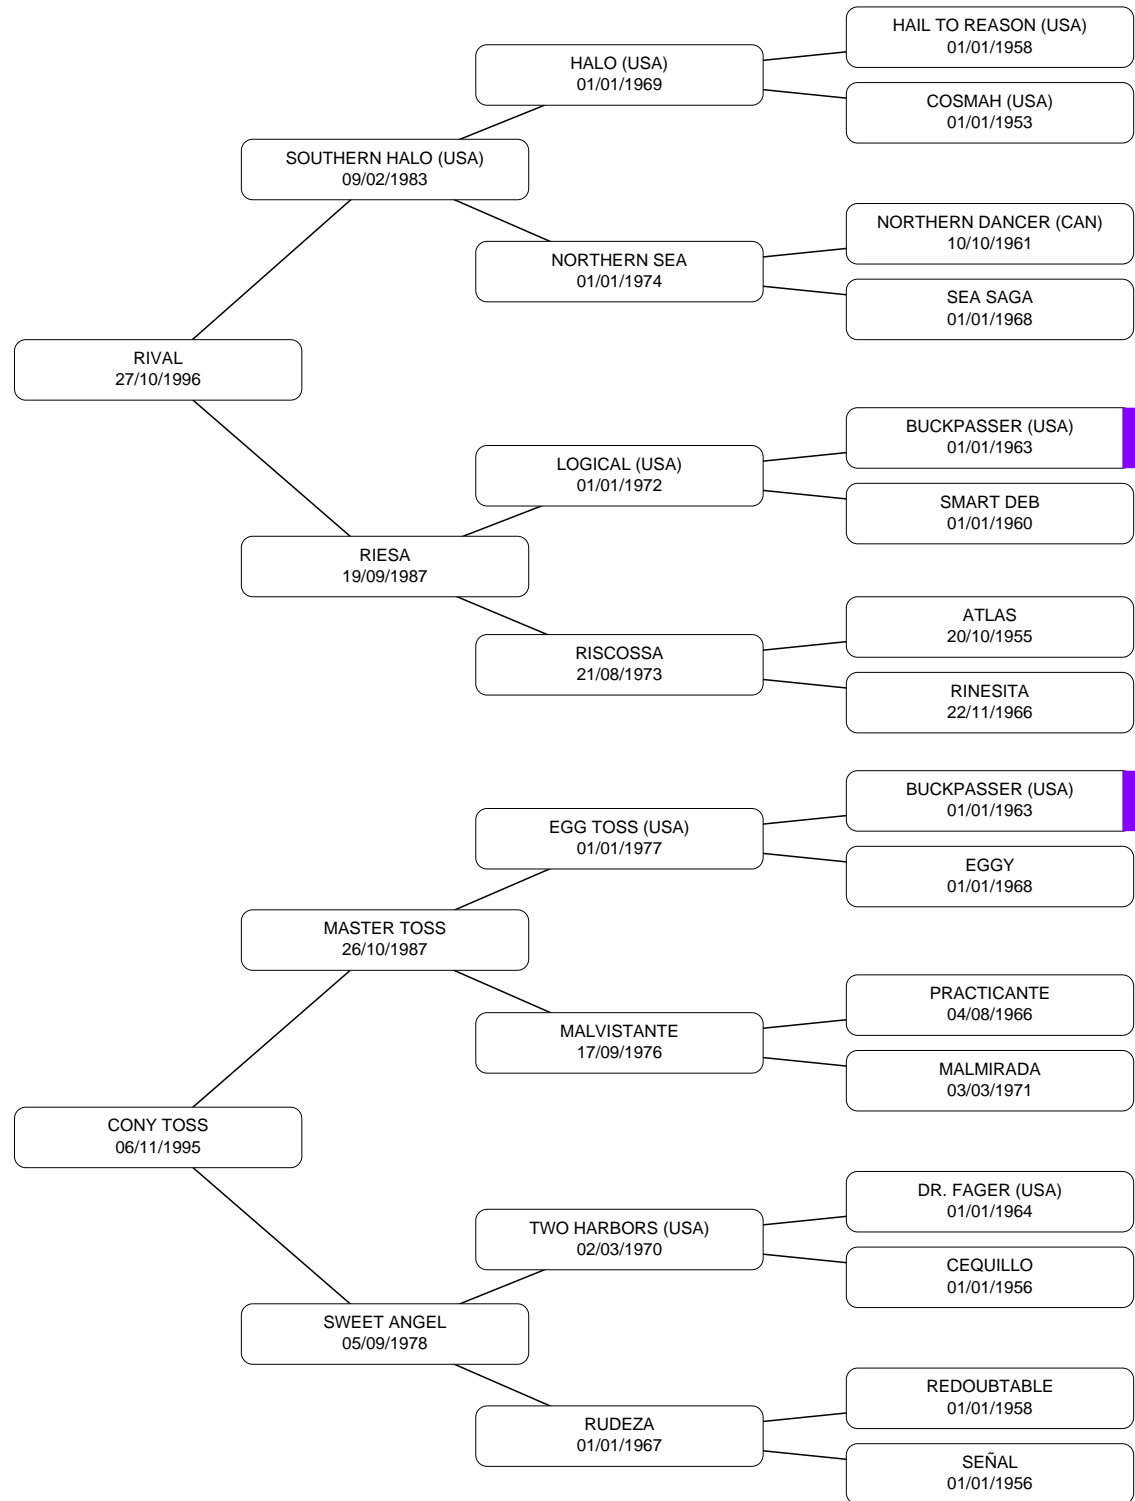 HAIL TO REASON (USA)
01/01/1958
HALO (USA)
01/01/1969
COSMAH (USA)
01/01/1953
SOUTHERN HALO (USA)
09/02/1983
NORTHERN DANCER (CAN)
10/10/1961
NORTHERN SEA
01/01/1974
SEA SAGA
01/01/1968
RIVAL
27/10/1996
BUCKPASSER (USA)
01/01/1963
LOGICAL (USA)
01/01/1972
SMART DEB
01/01/1960
RIESA
19/09/1987
ATLAS
20/10/1955
RISCOSSA
21/08/1973
RINESITA
22/11/1966
BUCKPASSER (USA)
01/01/1963
EGG TOSS (USA)
01/01/1977
EGGY
01/01/1968
MASTER TOSS
26/10/1987
PRACTICANTE
04/08/1966
MALVISTANTE
17/09/1976
MALMIRADA
03/03/1971
CONY TOSS
06/11/1995
DR. FAGER (USA)
01/01/1964
TWO HARBORS (USA)
02/03/1970
CEQUILLO
01/01/1956
SWEET ANGEL
05/09/1978
REDOUBTABLE
01/01/1958
RUDEZA
01/01/1967
SEÑAL
01/01/1956